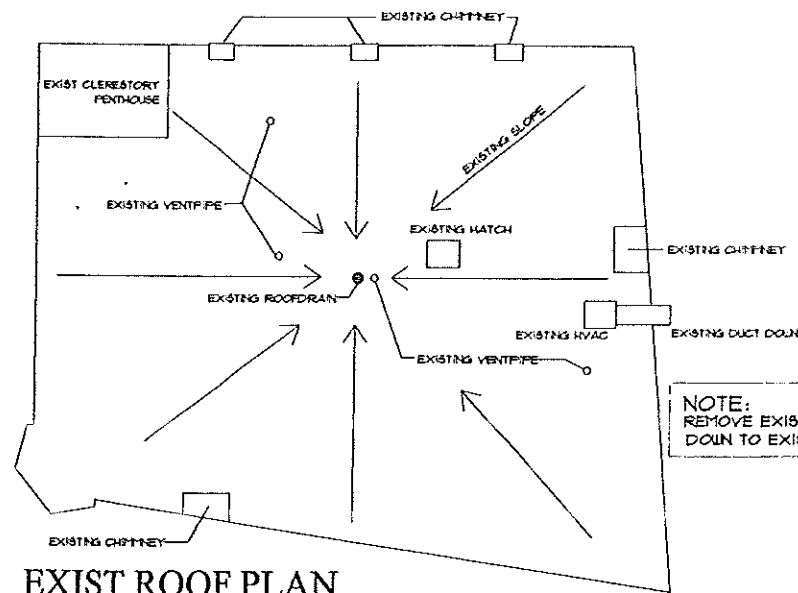 EXISTING CHIMNEY
EXIST CLERESTORY
PENTHOUSE
EXISTING SLOPE
EXISTING VENTPIPE
EXISTING HATCH
EXISTING CHIMNEY
EXISTING ROOFDRAIN
EXISTING HVAC
EXISTING DUCT DOWN
EXISTING VENTPIPE
NOTE:
REMOVE EXIS
DOWN TO EXIS
EXISTING CHIMNEY
EXIST ROOF PLAN